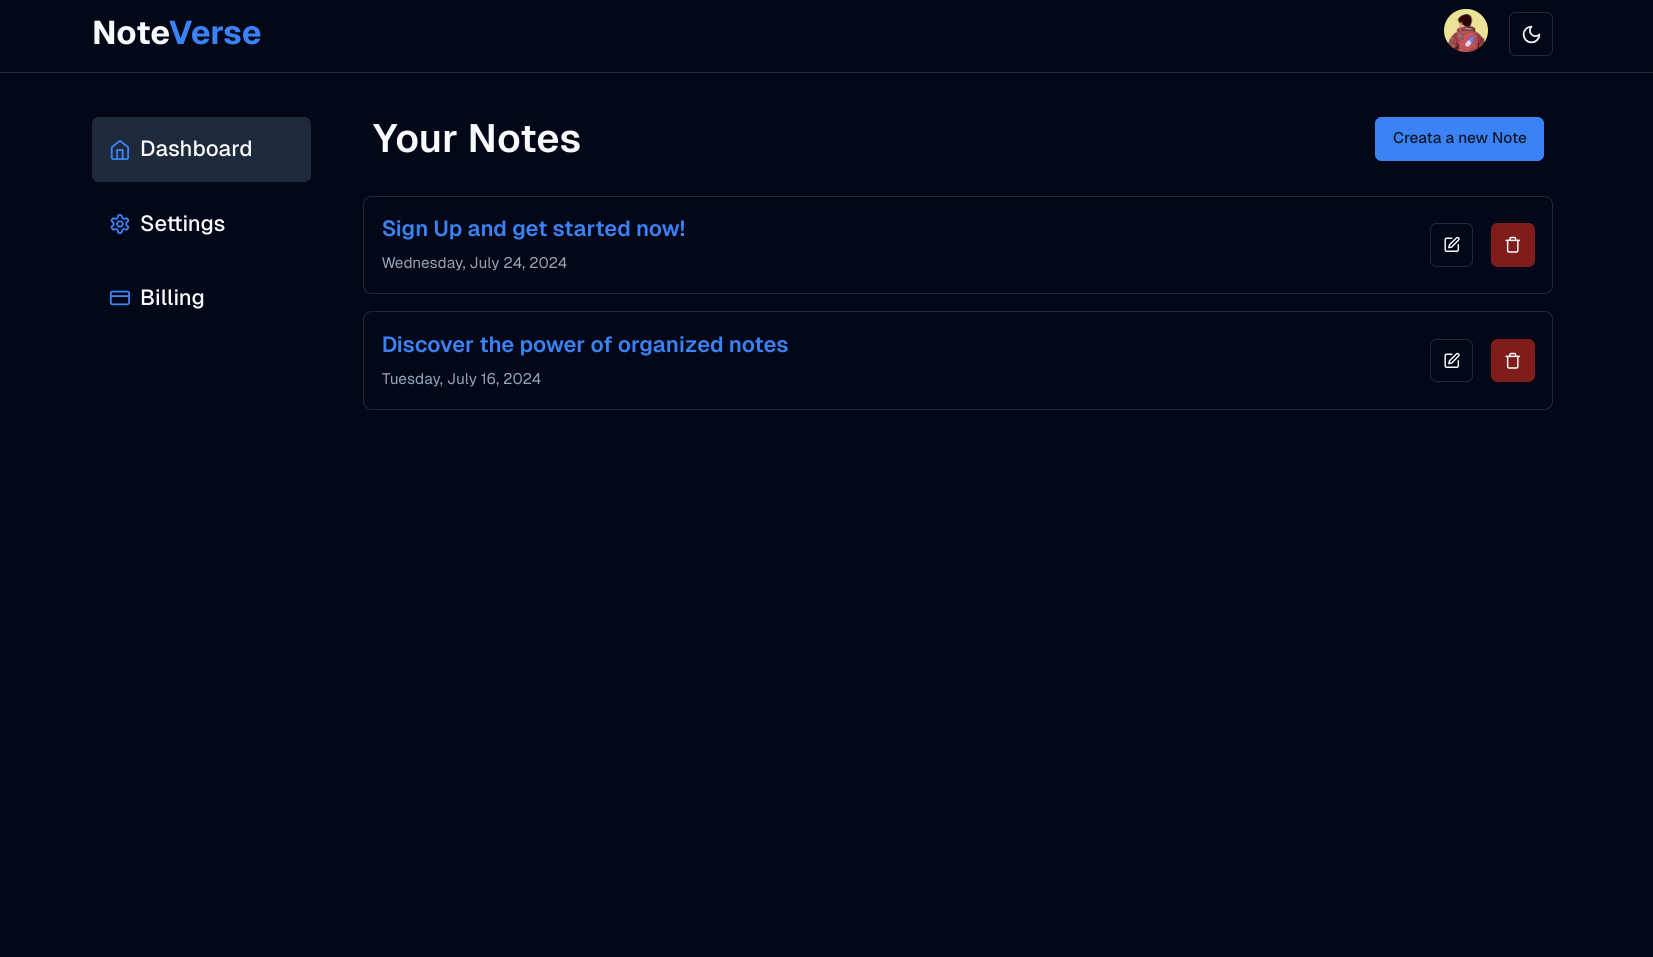 NoteVerse
Dashboard
Settings
Billing
Your Notes
Creata a new Note
Sign Up and get started now!
Wednesday, July 24, 2024
Discover the power of organized notes
Tuesday, July 16, 2024